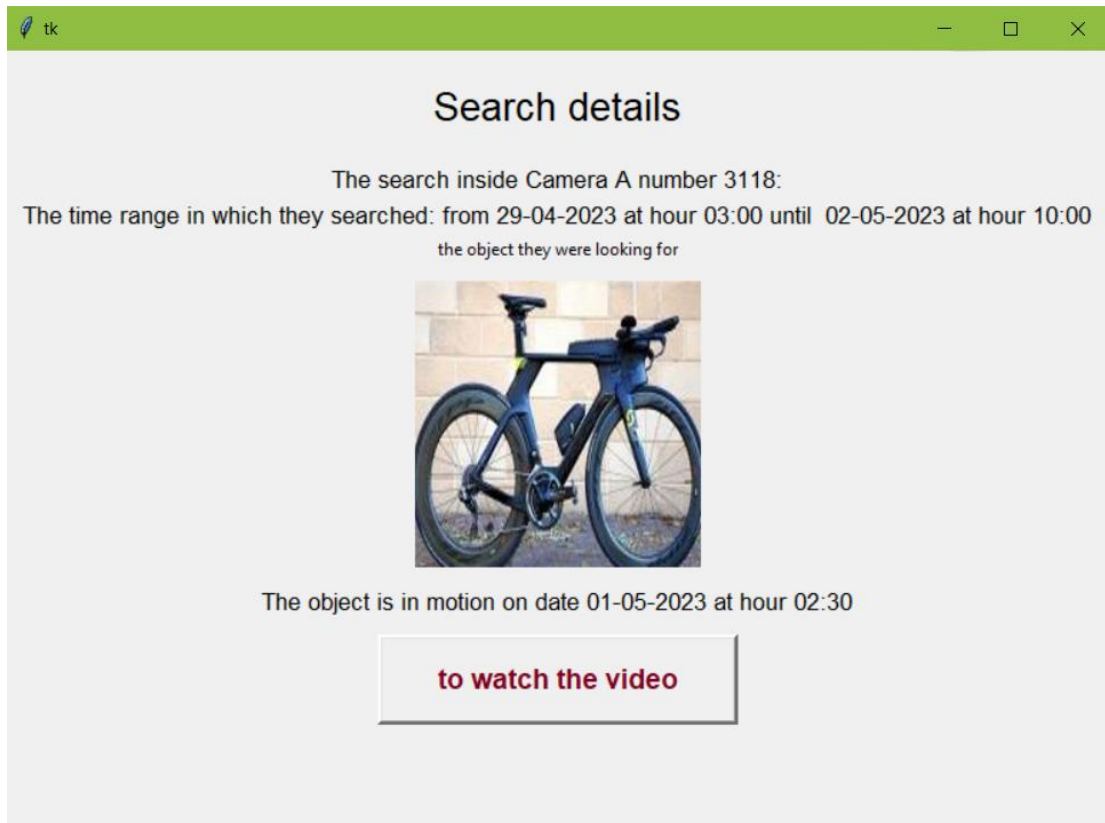 tk
Search details
The search inside Camera A number 3118:
The time range in which they searched: from 29-04-2023 at hour 03:00 until  02-05-2023 at hour 10:00
the object they were looking for
The object is in motion on date 01-05-2023 at hour 02:30
to watch the video